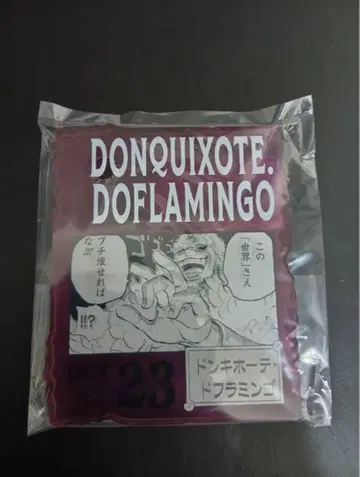 DONQUIXOTE.
DOFLAMINGO
この
「世界」さえ
ブチ壊せれば
な!!!
!!?
23
ドンキホーテ・
ドフラミンゴ